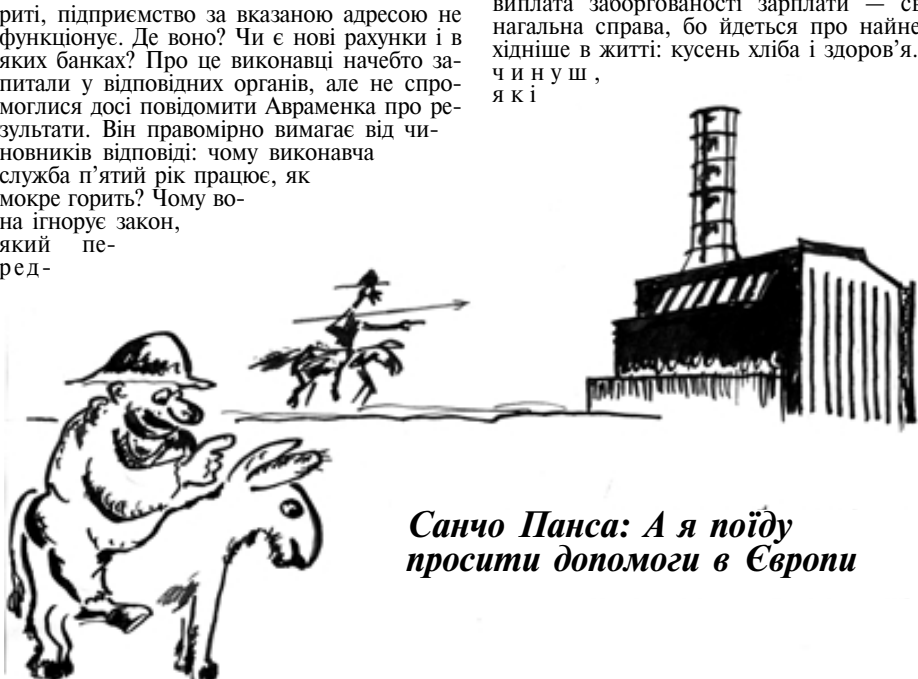 риті, підприємство за вказаною адресою не
функціонує. Де воно? Чи є нові рахунки і в
яких банках? Про це виконавці начебто за-
питали у відповідних органів, але не спро-
моглися досі повідомити Авраменка про ре-
зультати. Він правомірно вимагає від чи-
новників відповіді: чому виконавча
служба п'ятий рік працює, як
мокре горить? Чому во-
на ігнорує закон,
який пе-
ред-
виплата заборгованості зарплати —
нагальна справа, бо йдеться про найне
хідніше в житті: кусень хліба і здоров'я.
чинуш,
які
Санчо Панса: А я поїду
просити допомоги в Європи